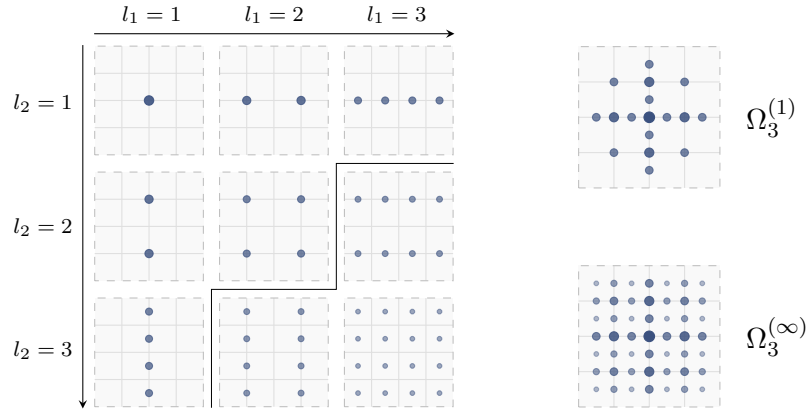 l₁ = 1 l₁ = 2 l₁ = 3
l₂ = 1
Ω₃⁽¹⁾
l₂ = 2
l₂ = 3
Ω₃⁽∞⁾